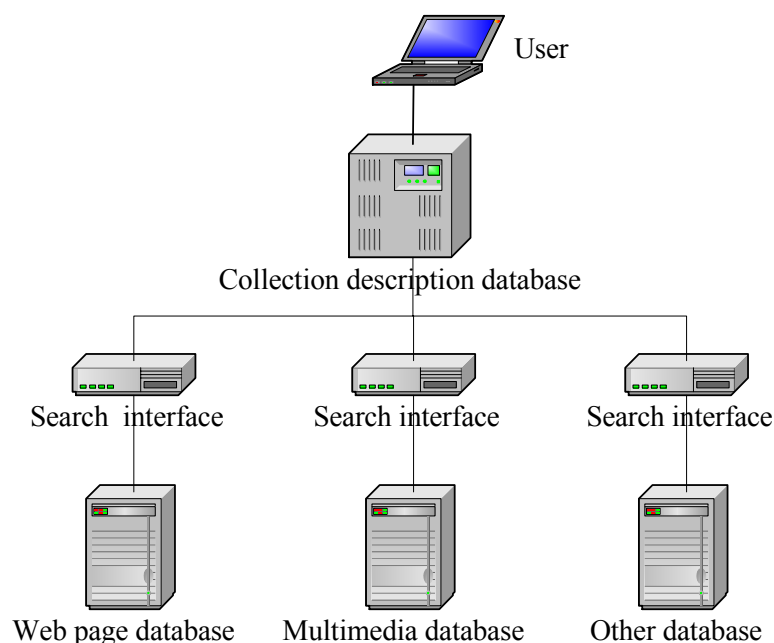 User
Collection description database
Search interface
Search interface
Search interface
Web page database
Multimedia database
Other database